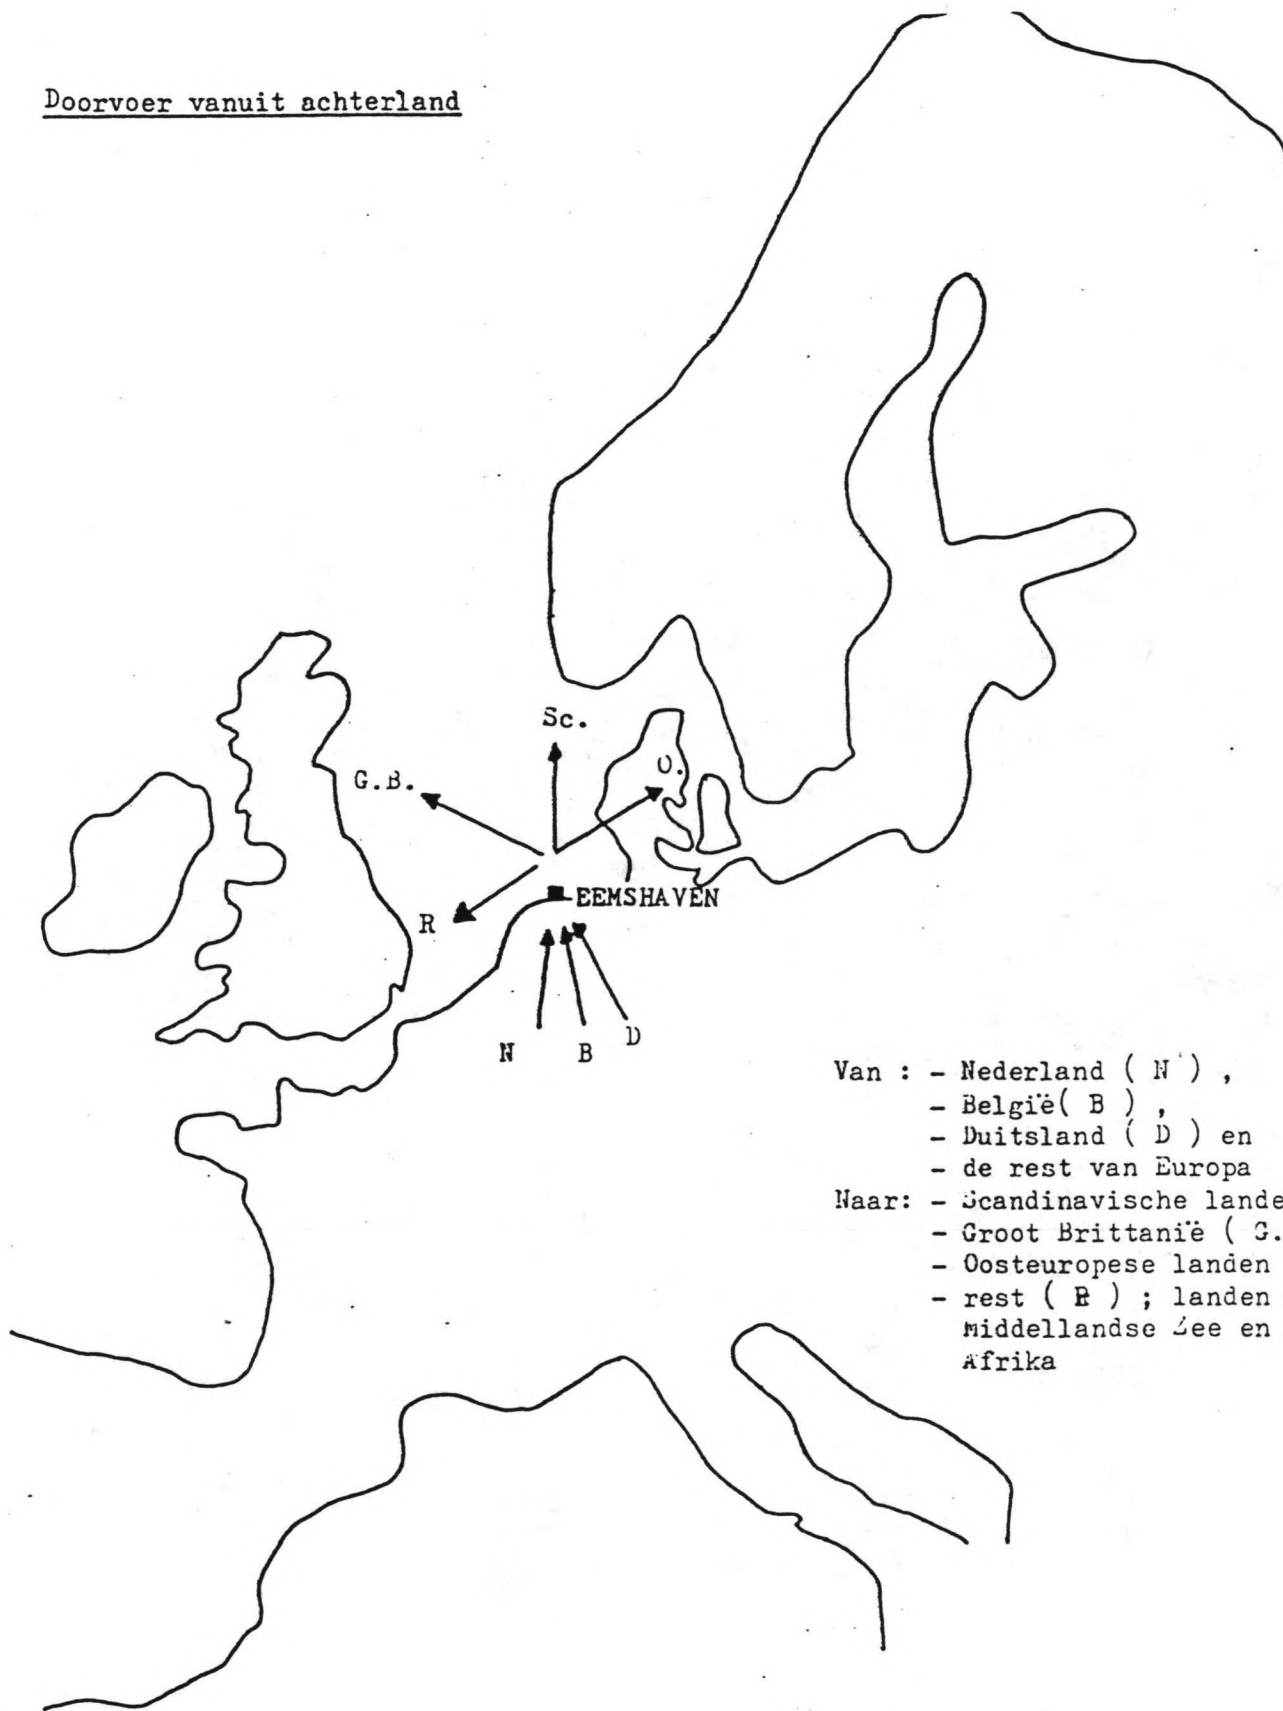 Doorvoer vanuit achterland
Sc.
O.
G.B.
R
EEMSHAVEN
N
B
D
Van : - Nederland ( N ) ,
- België( B ) ,
- Duitsland ( D ) en
- de rest van Europa
Naar: - Scandinavische lande
- Groot Brittanië ( G.
- Oosteuropese landen
- rest ( R ) ; landen
Middellandse Zee en
Afrika